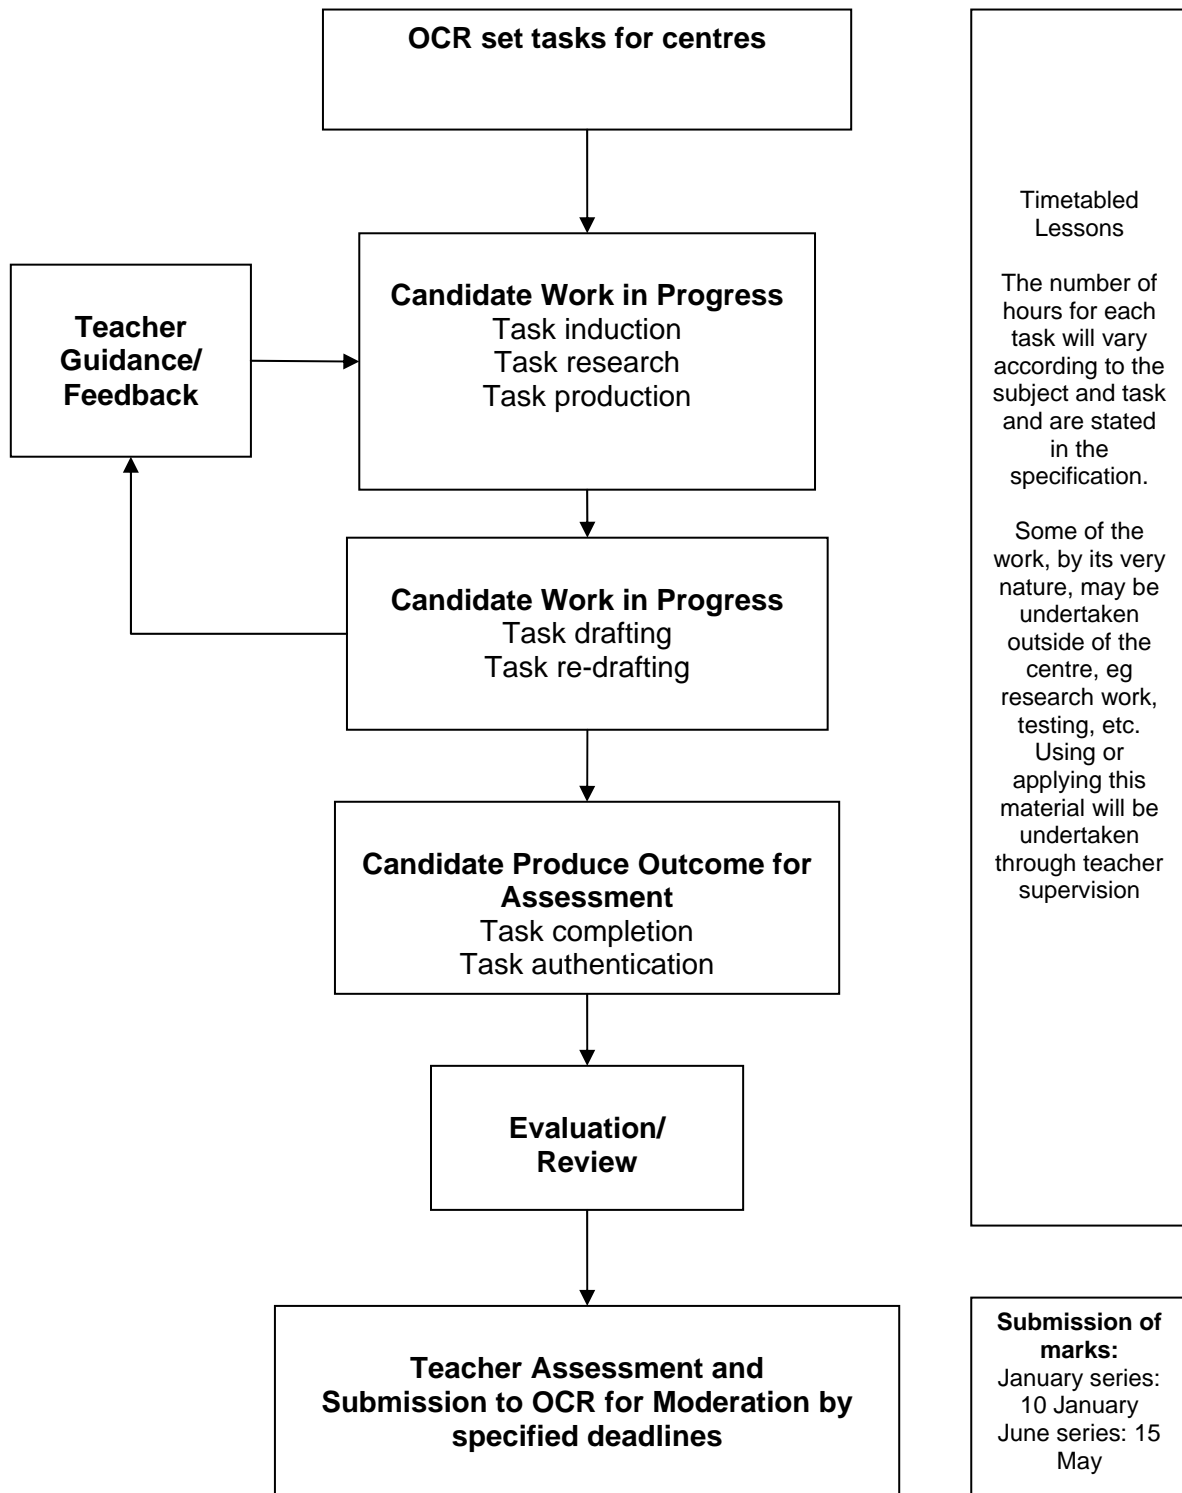 OCR set tasks for centres
Candidate Work in Progress
Task induction
Task research
Task production
Teacher
Guidance/
Feedback
Candidate Work in Progress
Task drafting
Task re-drafting
Candidate Produce Outcome for
Assessment
Task completion
Task authentication
Evaluation/
Review
Teacher Assessment and
Submission to OCR for Moderation by
specified deadlines
Timetabled
Lessons
The number of
hours for each
task will vary
according to the
subject and task
and are stated
in the
specification.
Some of the
work, by its very
nature, may be
undertaken
outside of the
centre, eg
research work,
testing, etc.
Using or
applying this
material will be
undertaken
through teacher
supervision
Submission of
marks:
January series:
10 January
June series: 15
May